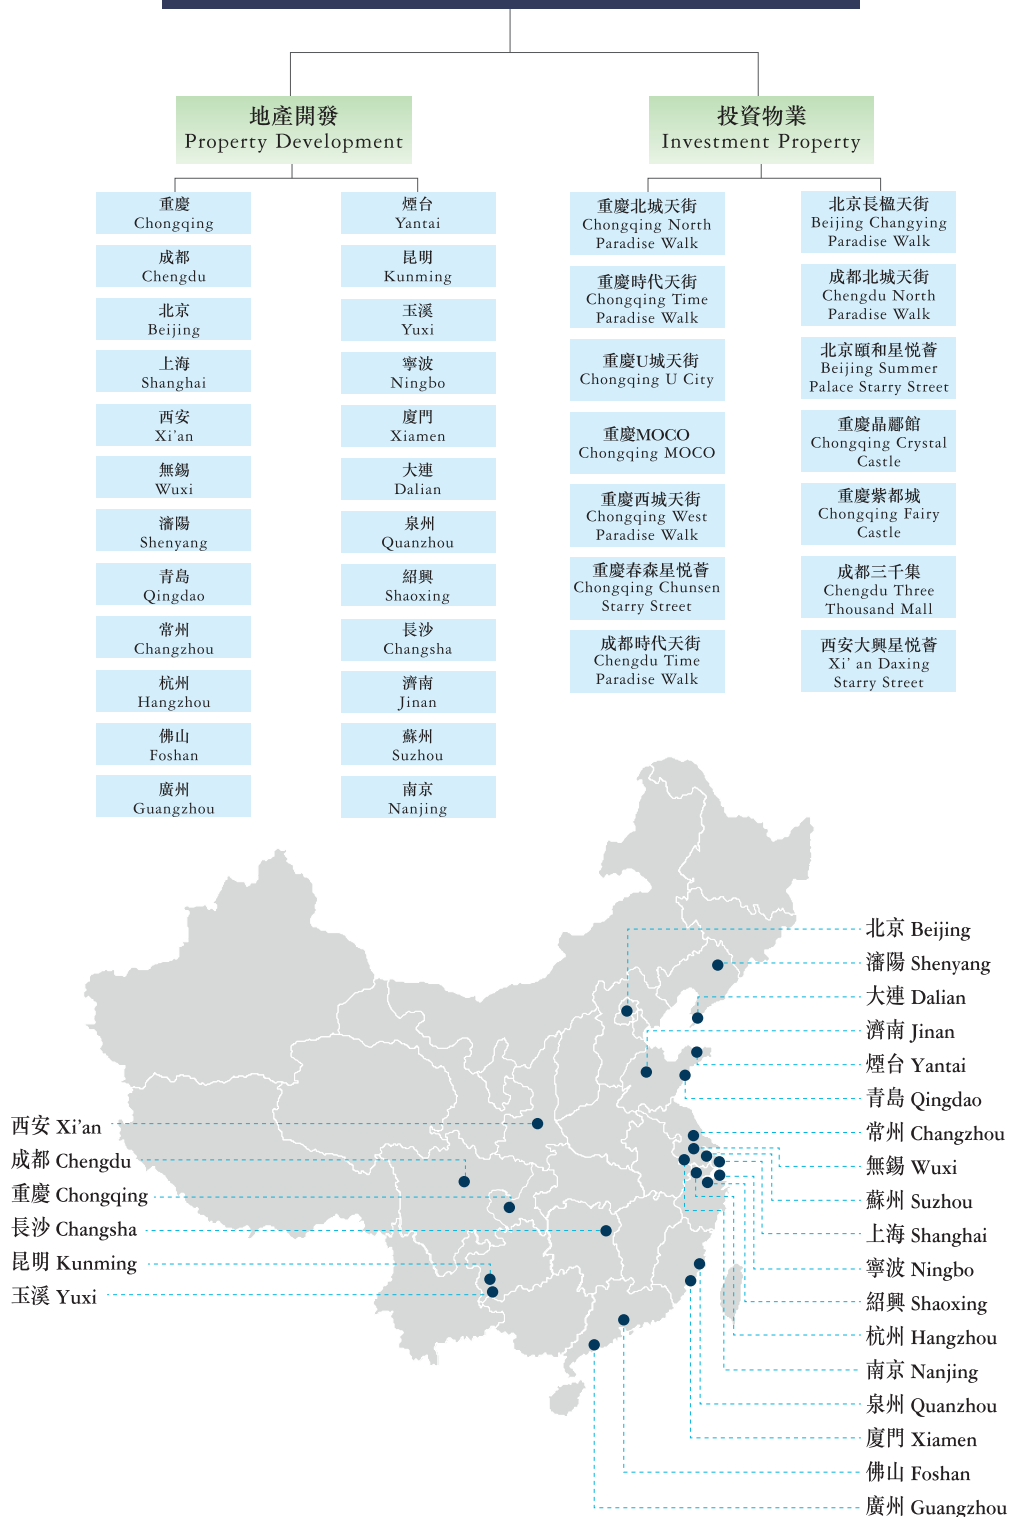 地產開發
Property Development
重慶
Chongqing
成都
Chengdu
北京
Beijing
上海
Shanghai
西安
Xi'an
無錫
Wuxi
瀋陽
Shenyang
青島
Qingdao
常州
Changzhou
杭州
Hangzhou
佛山
Foshan
廣州
Guangzhou
煙台
Yantai
昆明
Kunming
玉溪
Yuxi
寧波
Ningbo
廈門
Xiamen
大連
Dalian
泉州
Quanzhou
紹興
Shaoxing
長沙
Changsha
濟南
Jinan
蘇州
Suzhou
南京
Nanjing
投資物業
Investment Property
重慶北城天街
Chongqing North
Paradise Walk
重慶時代天街
Chongqing Time
Paradise Walk
重慶U城天街
Chongqing U City
重慶MOCO
Chongqing MOCO
重慶西城天街
Chongqing West
Paradise Walk
重慶春森星悦薈
Chongqing Chunsen
Starry Street
成都時代天街
Chengdu Time
Paradise Walk
北京長楹天街
Beijing Changying
Paradise Walk
成都北城天街
Chengdu North
Paradise Walk
北京頤和星悦薈
Beijing Summer
Palace Starry Street
重慶晶酈館
Chongqing Crystal
Castle
重慶紫都城
Chongqing Fairy
Castle
成都三千集
Chengdu Three
Thousand Mall
西安大興星悦薈
Xi' an Daxing
Starry Street
西安 Xi'an
成都 Chengdu
重慶 Chongqing
長沙 Changsha
昆明 Kunming
玉溪 Yuxi
北京 Beijing
瀋陽 Shenyang
大連 Dalian
濟南 Jinan
煙台 Yantai
青島 Qingdao
常州 Changzhou
無錫 Wuxi
蘇州 Suzhou
上海 Shanghai
寧波 Ningbo
紹興 Shaoxing
杭州 Hangzhou
南京 Nanjing
泉州 Quanzhou
廈門 Xiamen
佛山 Foshan
廣州 Guangzhou